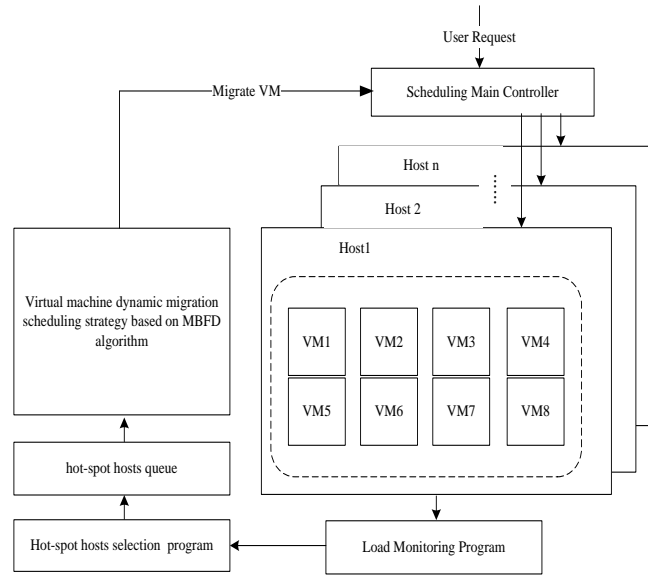 User Request
Migrate VM
Scheduling Main Controller
Host n
Host 2
Host1
Virtual machine dynamic migration
scheduling strategy based on MBFD
algorithm
VM1 VM2 VM3 VM4
VM5 VM6 VM7 VM8
hot-spot hosts queue
Hot-spot hosts selection program
Load Monitoring Program